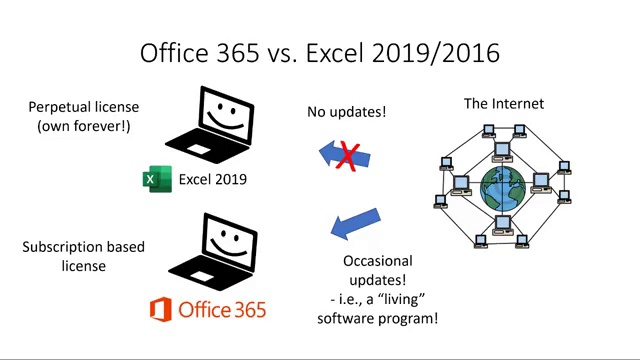 Office 365 vs. Excel 2019/2016
Perpetual license
(own forever!)
No updates!
The Internet
X
Excel 2019
Subscription based
license
Office 365
Occasional
updates!
- i.e., a “living”
software program!